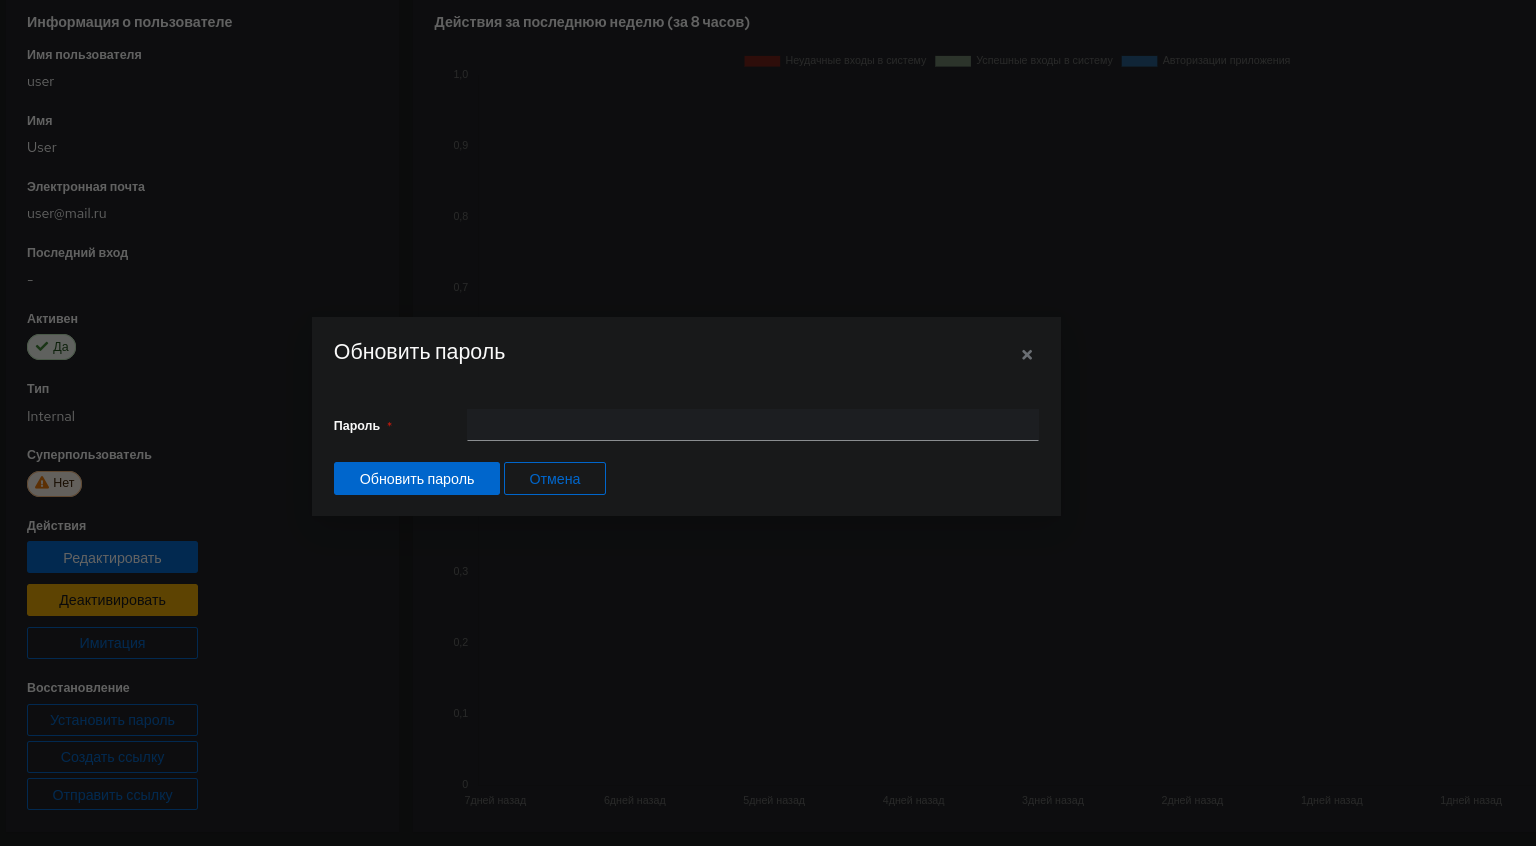 Информация о пользователе
Имя пользователя
user
Имя
User
Электронная почта
user@mail.ru
Последний вход
-
Активен
Да
Тип
Internal
Суперпользователь
Нет
Действия
Редактировать
Деактивировать
Имитация
Восстановление
Установить пароль
Создать ссылку
Отправить ссылку
Действия за последнюю неделю (за 8 часов)
Неудачные входы в систему Успешные входы в систему Авторизации приложения
1,0
0,9
0,8
0,7
0,3
0,2
0,1
0
7дней назад 6дней назад 5дней назад 4дней назад 3дней назад 2дней назад 1дней назад 1дней назад
Обновить пароль
Пароль *
Обновить пароль Отмена